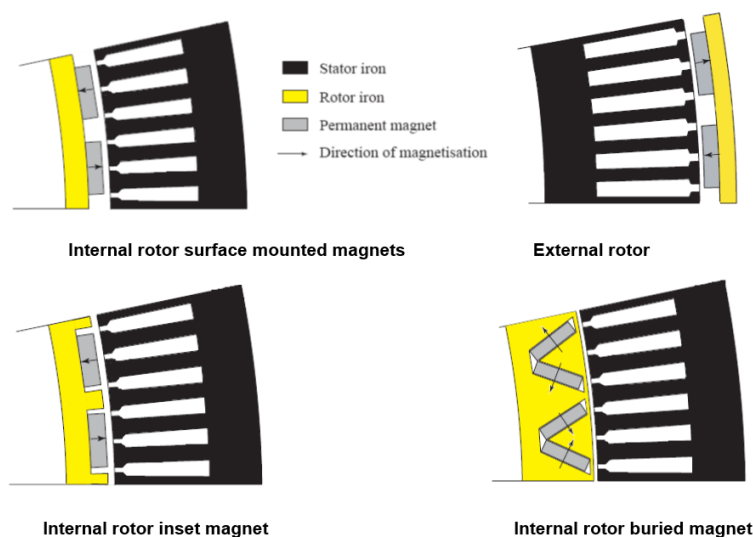 Stator iron
Rotor iron
Permanent magnet
Direction of magnetisation
Internal rotor surface mounted magnets
External rotor
Internal rotor inset magnet
Internal rotor buried magnet